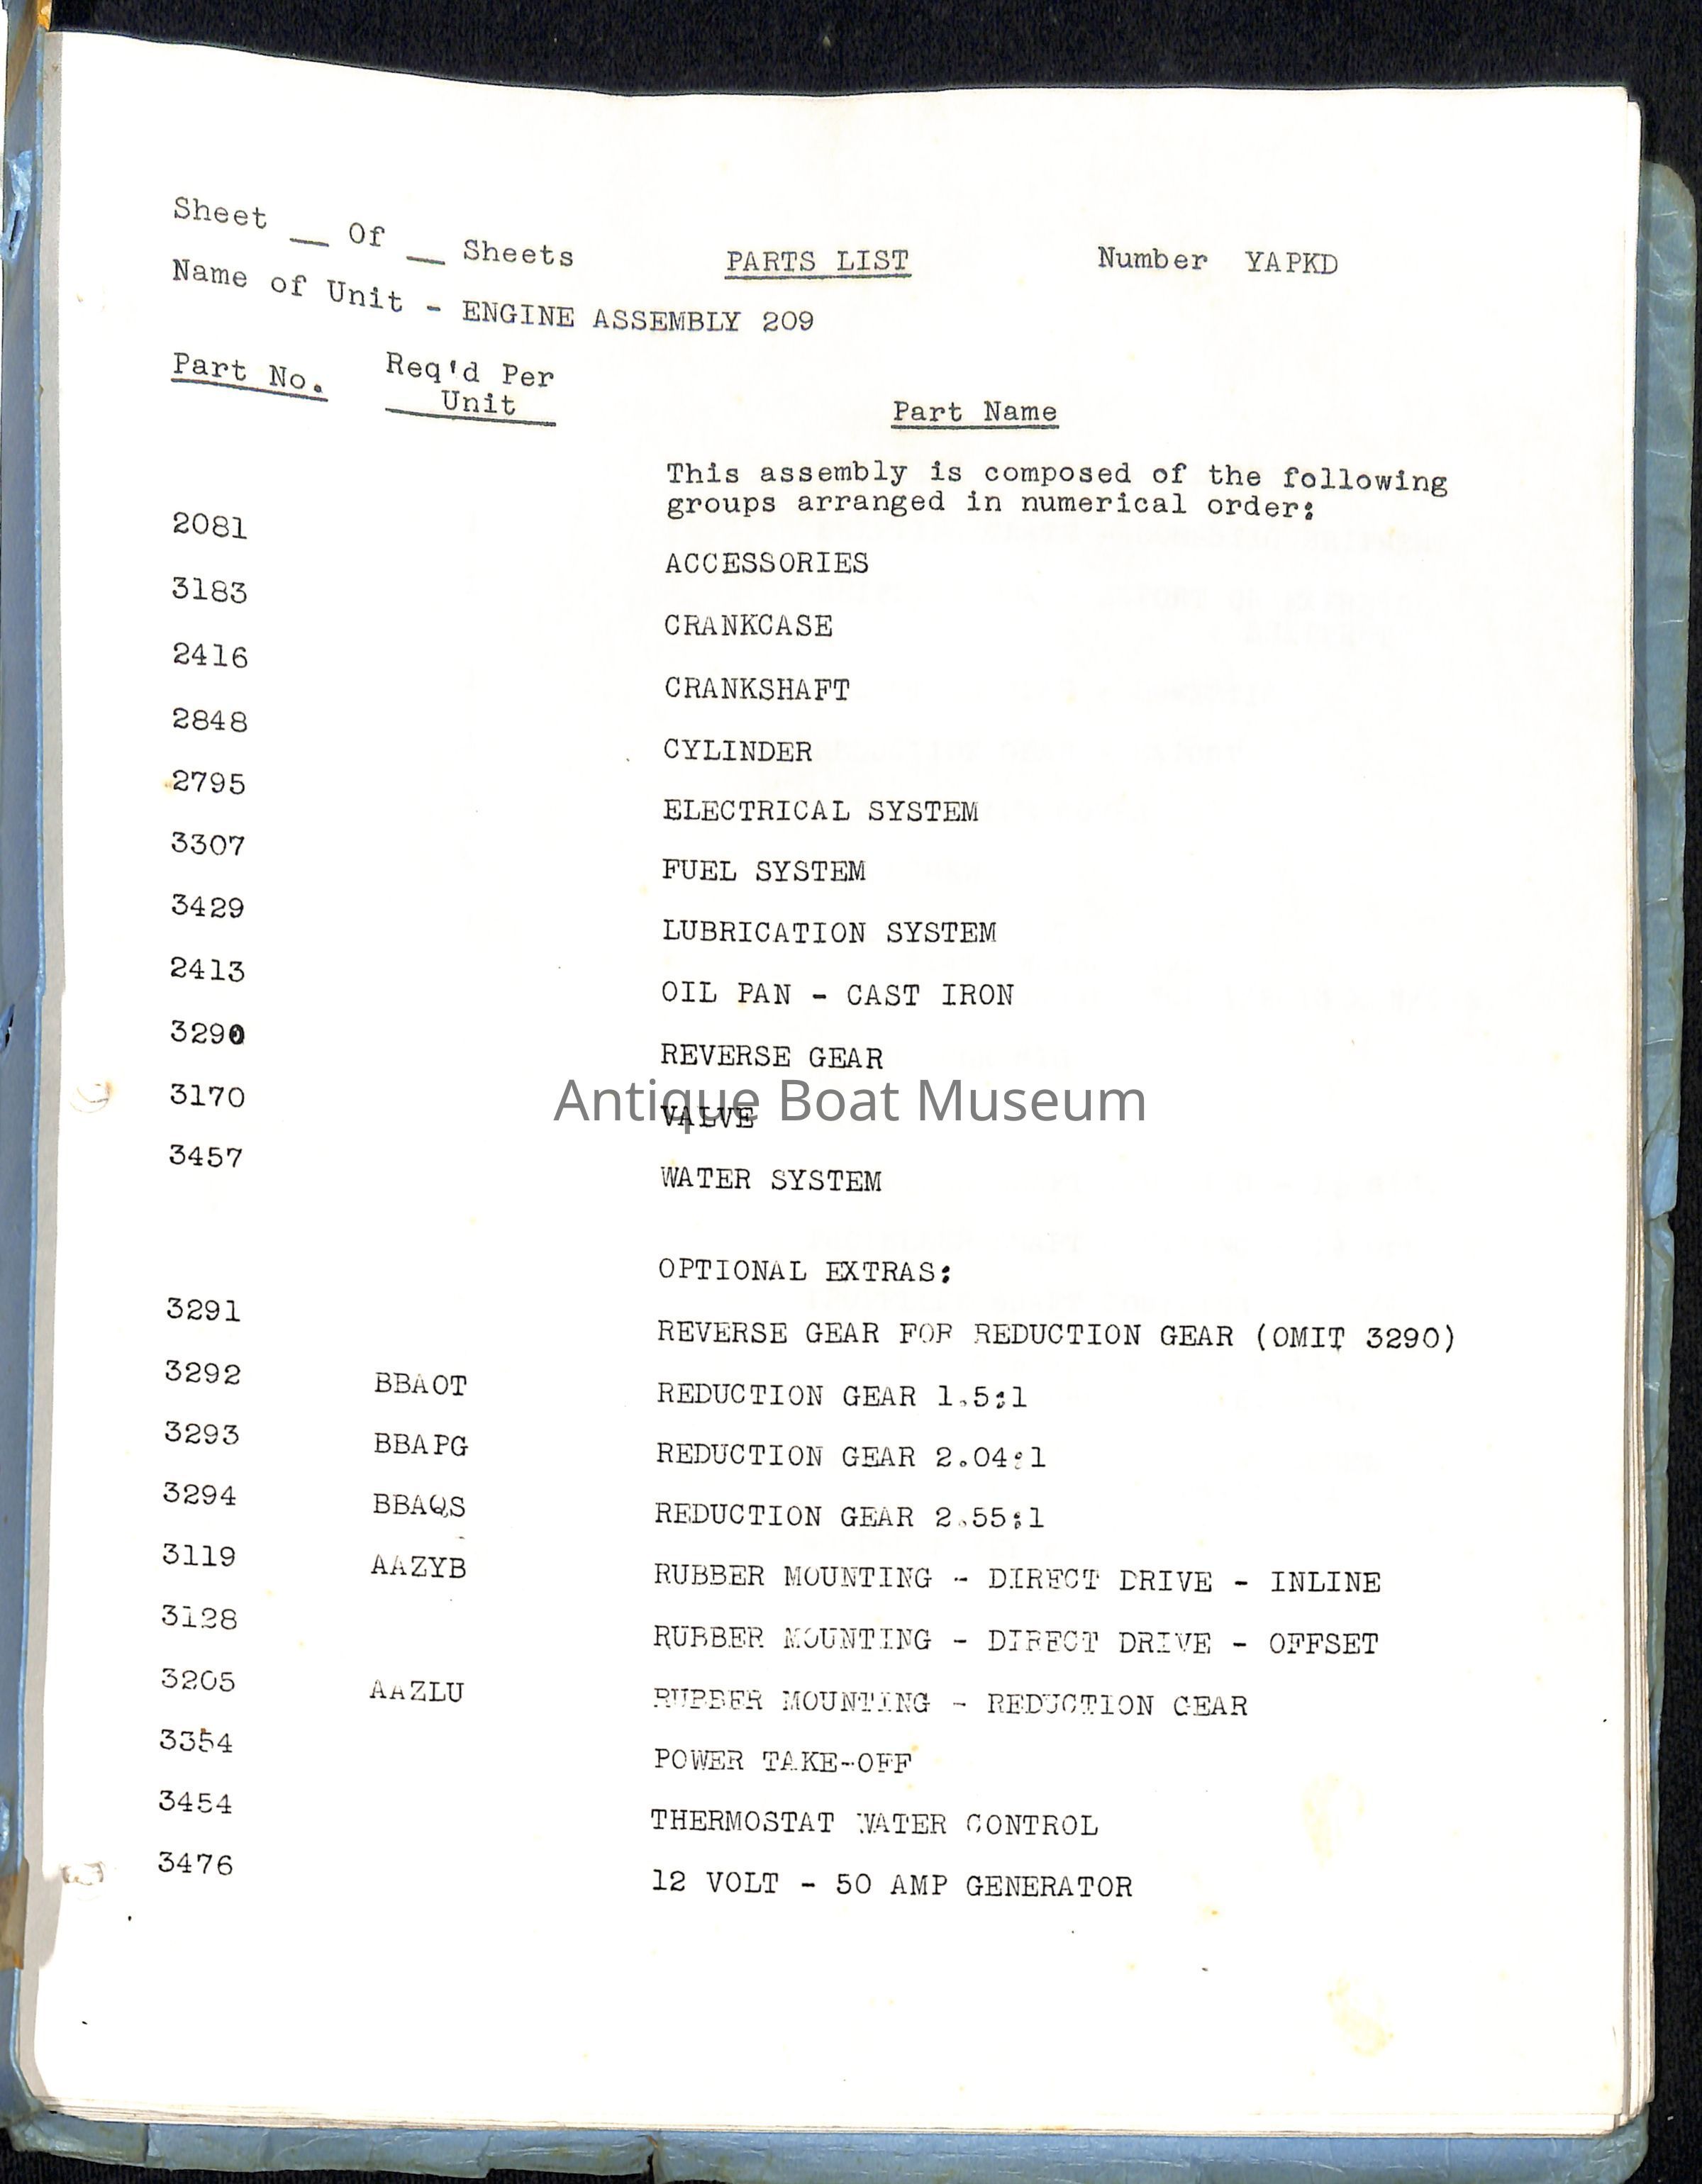 Sheet __ Of __ Sheets PARTS LIST Number YAPKD
Name of Unit - ENGINE ASSEMBLY 209
Part No. Req'd Per Unit Part Name
This assembly is composed of the following
groups arranged in numerical order:
2081 ACCESSORIES
3183 CRANKCASE
2416 CRANKSHAFT
2848 CYLINDER
2795 ELECTRICAL SYSTEM
3307 FUEL SYSTEM
3429 LUBRICATION SYSTEM
2413 OIL PAN - CAST IRON
3290 REVERSE GEAR
Antique Boat Museum
3170 VALVE
3457 WATER SYSTEM
OPTIONAL EXTRAS:
3291 REVERSE GEAR FOR REDUCTION GEAR (OMIT 3290)
3292 BBAOT REDUCTION GEAR 1.5:1
3293 BBAPG REDUCTION GEAR 2.04:1
3294 BBAQS REDUCTION GEAR 2.55:1
3119 AAZYB RUBBER MOUNTING - DIRECT DRIVE - INLINE
3128 RUBBER MOUNTING - DIRECT DRIVE - OFFSET
3205 AAZLU RUBBER MOUNTING - REDUCTION GEAR
3354 POWER TAKE-OFF
3454 THERMOSTAT WATER CONTROL
3476 12 VOLT - 50 AMP GENERATOR